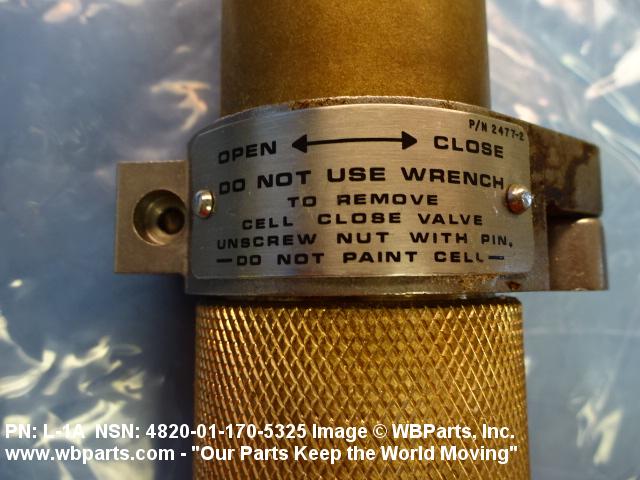 P/N 2477-2
OPEN ⟷ CLOSE
DO NOT USE WRENCH
TO REMOVE
CELL CLOSE VALVE
UNSCREW NUT WITH PIN.
— DO NOT PAINT CELL —
PN: L-1A NSN: 4820-01-170-5325 Image © WBParts, Inc.
www.wbparts.com - "Our Parts Keep the World Moving"